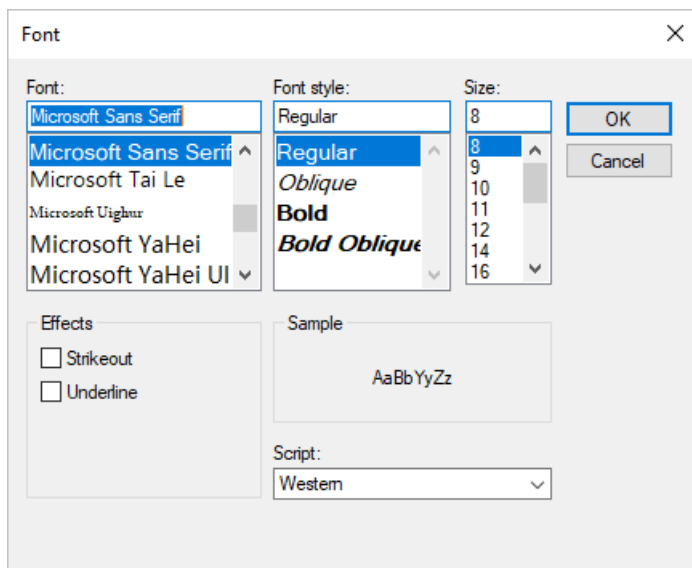 Font
Font:
Microsoft Sans Serif
Microsoft Sans Serif
Microsoft Tai Le
Microsoft Uighur
Microsoft YaHei
Microsoft YaHei UI
Font style:
Regular
Regular
Oblique
Bold
Bold Oblique
Size:
8
8
9
10
11
12
14
16
OK
Cancel
Effects
Strikeout
Underline
Sample
AaBbYyZz
Script:
Western